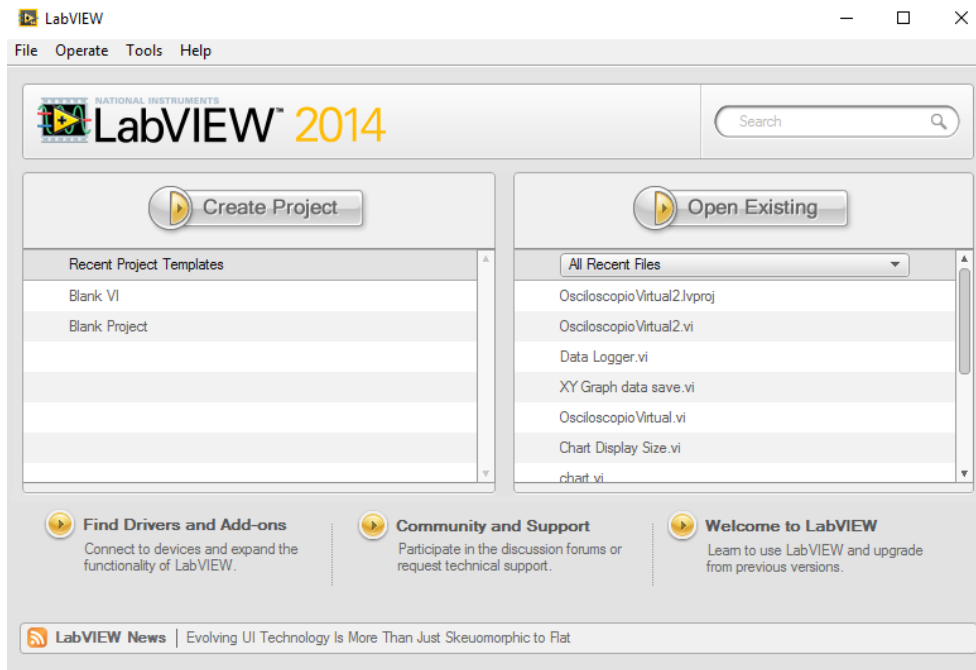 LabVIEW
File Operate Tools Help
NATIONAL INSTRUMENTS
LabVIEW™ 2014
Search
Create Project
Recent Project Templates
Blank VI
Blank Project
Open Existing
All Recent Files
OsciloscopioVirtual2.lvproj
OsciloscopioVirtual2.vi
Data Logger.vi
XY Graph data save.vi
OsciloscopioVirtual.vi
Chart Display Size.vi
chart.vi
Find Drivers and Add-ons
Connect to devices and expand the
functionality of LabVIEW.
Community and Support
Participate in the discussion forums or
request technical support.
Welcome to LabVIEW
Learn to use LabVIEW and upgrade
from previous versions.
LabVIEW News | Evolving UI Technology Is More Than Just Skeuomorphic to Flat